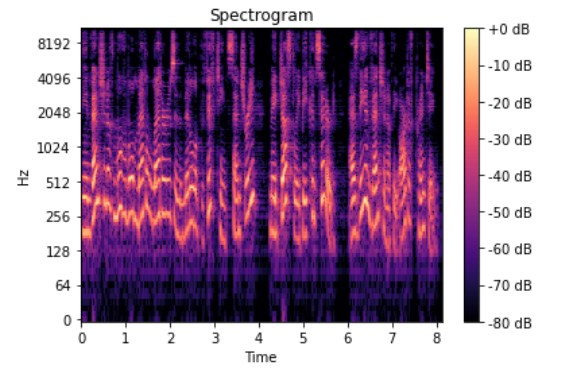 Spectrogram
+0 dB
8192
-10 dB
4096
-20 dB
2048
-30 dB
1024
-40 dB
Hz
512
-50 dB
256
-60 dB
128
-70 dB
64
0
-80 dB
0 1 2 3 4 5 6 7 8
Time